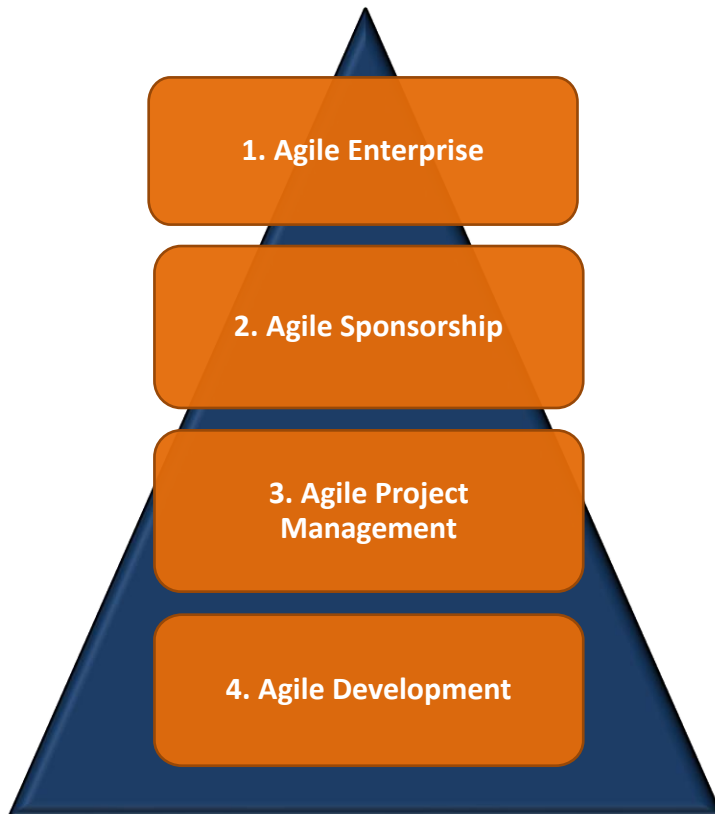 1. Agile Enterprise
2. Agile Sponsorship
3. Agile Project
Management
4. Agile Development